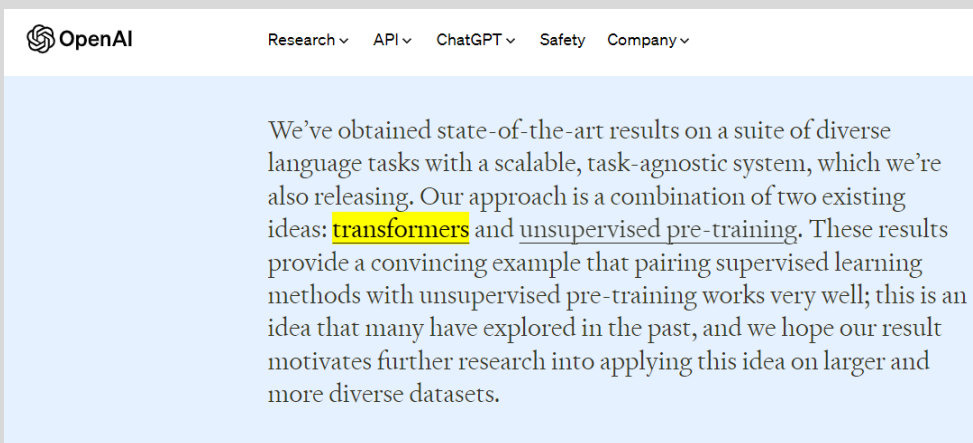 OpenAI
Research API ChatGPT Safety Company
We’ve obtained state-of-the-art results on a suite of diverse
language tasks with a scalable, task-agnostic system, which we’re
also releasing. Our approach is a combination of two existing
ideas: transformers and unsupervised pre-training. These results
provide a convincing example that pairing supervised learning
methods with unsupervised pre-training works very well; this is an
idea that many have explored in the past, and we hope our result
motivates further research into applying this idea on larger and
more diverse datasets.